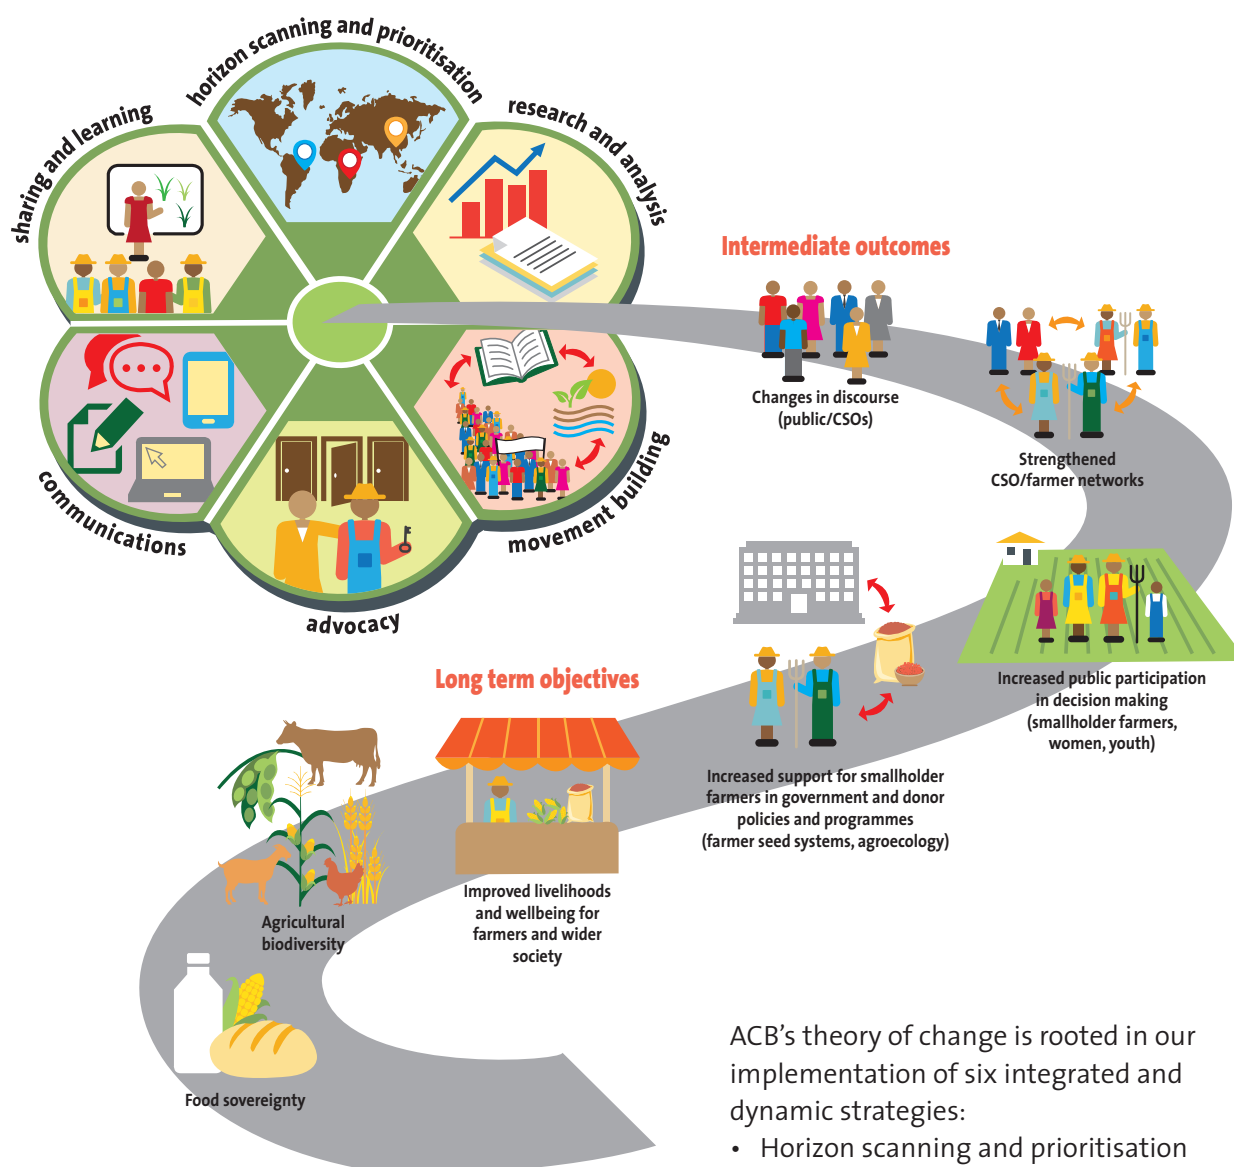 horizon scanning and prioritisation
research and analysis
sharing and learning
movement building
communications
advocacy
Intermediate outcomes
Changes in discourse
(public/CSOs)
Strengthened
CSO/farmer networks
Increased public participation
in decision making
(smallholder farmers,
women, youth)
Increased support for smallholder
farmers in government and donor
policies and programmes
(farmer seed systems, agroecology)
Long term objectives
Improved livelihoods
and wellbeing for
farmers and wider
society
Agricultural
biodiversity
Food sovereignty
ACB’s theory of change is rooted in our
implementation of six integrated and
dynamic strategies:
• Horizon scanning and prioritisation